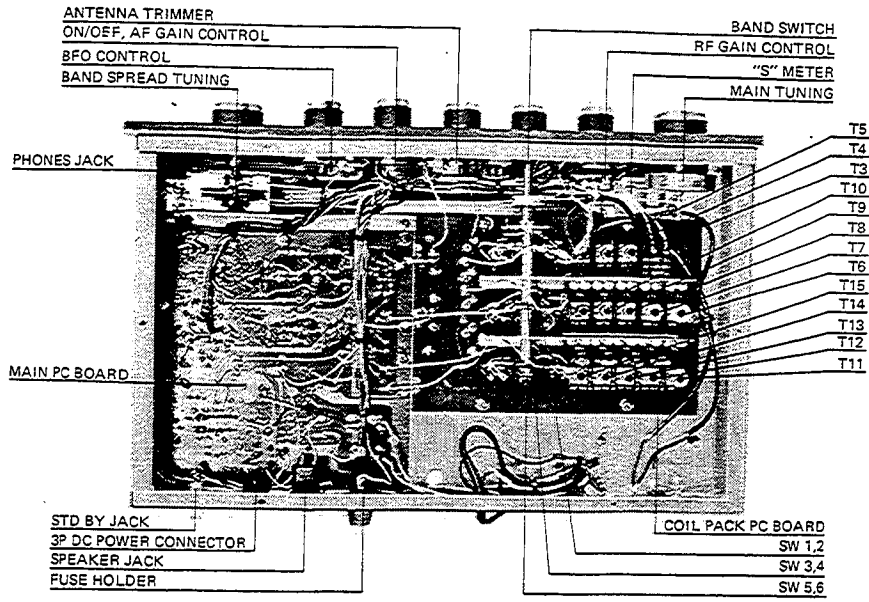 ANTENNA TRIMMER
ON/OFF, AF GAIN CONTROL
BFO CONTROL
BAND SPREAD TUNING
PHONES JACK
MAIN PC BOARD
STD BY JACK
3P DC POWER CONNECTOR
SPEAKER JACK
FUSE HOLDER
BAND SWITCH
RF GAIN CONTROL
"S" METER
MAIN TUNING
T5
T4
T3
T10
T9
T8
T7
T6
T15
T14
T13
T12
T11
COIL PACK PC BOARD
SW 1,2
SW 3,4
SW 5,6